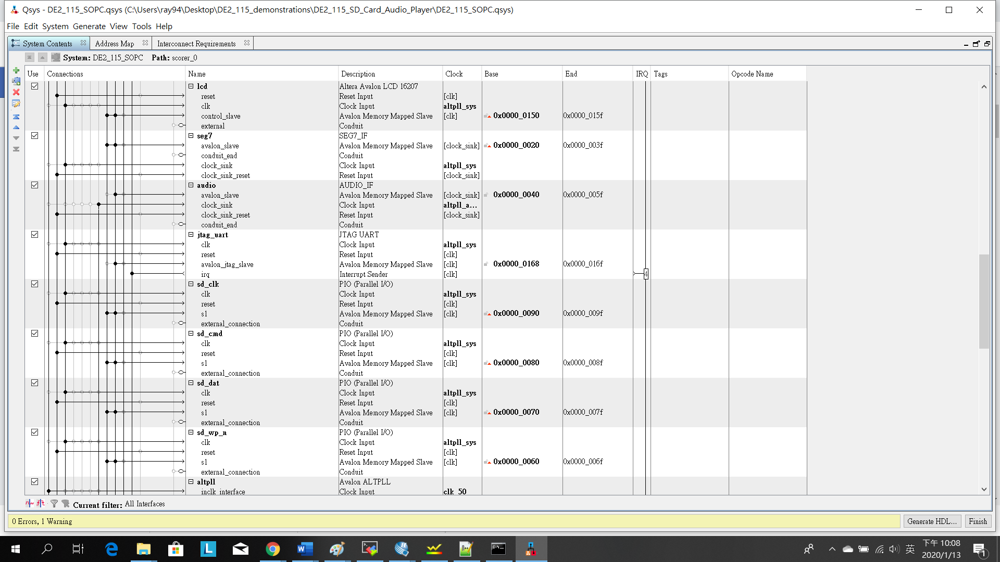 Qsys - DE2_115_SOPC.qsys (C:\Users\ray94\Desktop\DE2_115_demonstrations\DE2_115_SD_Card_Audio_Player\DE2_115_SOPC.qsys)
File Edit System Generate View Tools Help
System Contents Address Map Interconnect Requirements
System: DE2_115_SOPC Path: scorer_0
Use Connections Name Description Clock Base End IRQ Tags Opcode Name
lcd Altera Avalon LCD 16207
reset Reset Input [clk]
clk Clock Input altpll_sys
control_slave Avalon Memory Mapped Slave [clk] 0x0000_0150 0x0000_015f
external Conduit
seg7 SEG7_IF
avalon_slave Avalon Memory Mapped Slave [clock_sink] 0x0000_0020 0x0000_003f
conduit_end Conduit
clock_sink Clock Input altpll_sys
clock_sink_reset Reset Input [clock_sink]
audio AUDIO_IF
avalon_slave Avalon Memory Mapped Slave [clock_sink] 0x0000_0040 0x0000_005f
clock_sink Clock Input altpll_a...
clock_sink_reset Reset Input [clock_sink]
conduit_end Conduit
jtag_uart JTAG UART
clk Clock Input altpll_sys
reset Reset Input [clk]
avalon_jtag_slave Avalon Memory Mapped Slave [clk] 0x0000_0168 0x0000_016f
irq Interrupt Sender [clk] 4
sd_clk PIO (Parallel I/O)
clk Clock Input altpll_sys
reset Reset Input [clk]
s1 Avalon Memory Mapped Slave [clk] 0x0000_0090 0x0000_009f
external_connection Conduit
sd_cmd PIO (Parallel I/O)
clk Clock Input altpll_sys
reset Reset Input [clk]
s1 Avalon Memory Mapped Slave [clk] 0x0000_0080 0x0000_008f
external_connection Conduit
sd_dat PIO (Parallel I/O)
clk Clock Input altpll_sys
reset Reset Input [clk]
s1 Avalon Memory Mapped Slave [clk] 0x0000_0070 0x0000_007f
external_connection Conduit
sd_wp_n PIO (Parallel I/O)
clk Clock Input altpll_sys
reset Reset Input [clk]
s1 Avalon Memory Mapped Slave [clk] 0x0000_0060 0x0000_006f
external_connection Conduit
altpll Avalon ALTPLL
inclk_interface Clock Input clk_50
Current filter: All Interfaces
0 Errors, 1 Warning Generate HDL... Finish
英 下午 10:08
2020/1/13 1